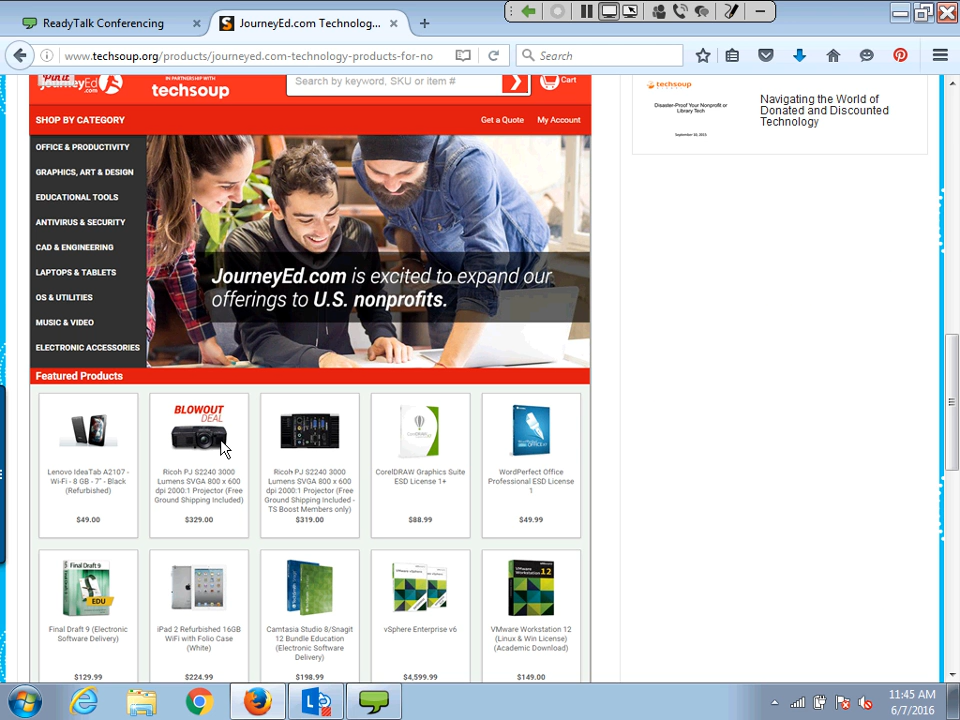 ReadyTalk Conferencing
JourneyEd.com Technolog...
www.techsoup.org/products/journeyed.com-technology-products-for-no
Search
Pin it
JourneyEd
.com
IN PARTNERSHIP WITH
techsoup
Search by keyword, SKU or item #
Cart
SHOP BY CATEGORY
Get a Quote
My Account
OFFICE & PRODUCTIVITY
GRAPHICS, ART & DESIGN
EDUCATIONAL TOOLS
ANTIVIRUS & SECURITY
CAD & ENGINEERING
LAPTOPS & TABLETS
OS & UTILITIES
MUSIC & VIDEO
ELECTRONIC ACCESSORIES
JourneyEd.com is excited to expand our
offerings to U.S. nonprofits.
techsoup
Disaster-Proof Your Nonprofit or
Library Tech
September 10, 2015
Navigating the World of
Donated and Discounted
Technology
Featured Products
Lenovo IdeaTab A2107 -
Wi-Fi - 8 GB - 7" - Black
(Refurbished)
$49.00
BLOWOUT
DEAL
Ricoh PJ S2240 3000
Lumens SVGA 800 x 600
dpi 2000:1 Projector (Free
Ground Shipping Included)
$329.00
Ricoh PJ S2240 3000
Lumens SVGA 800 x 600
dpi 2000:1 Projector (Free
Ground Shipping Included -
TS Boost Members only)
$319.00
CorelDRAW Graphics Suite
ESD License 1+
$88.99
WordPerfect Office
Professional ESD License
1
$49.99
Final Draft 9
EDU
Final Draft 9 (Electronic
Software Delivery)
$129.99
iPad 2 Refurbished 16GB
WiFi with Folio Case
(White)
$224.99
Camtasia Studio 8/Snagit
12 Bundle Education
(Electronic Software
Delivery)
$198.99
vSphere Enterprise v6
$4,599.99
VMware Workstation
12
VMware Workstation 12
(Linux & Win License)
(Academic Download)
$149.00
11:45 AM
6/7/2016